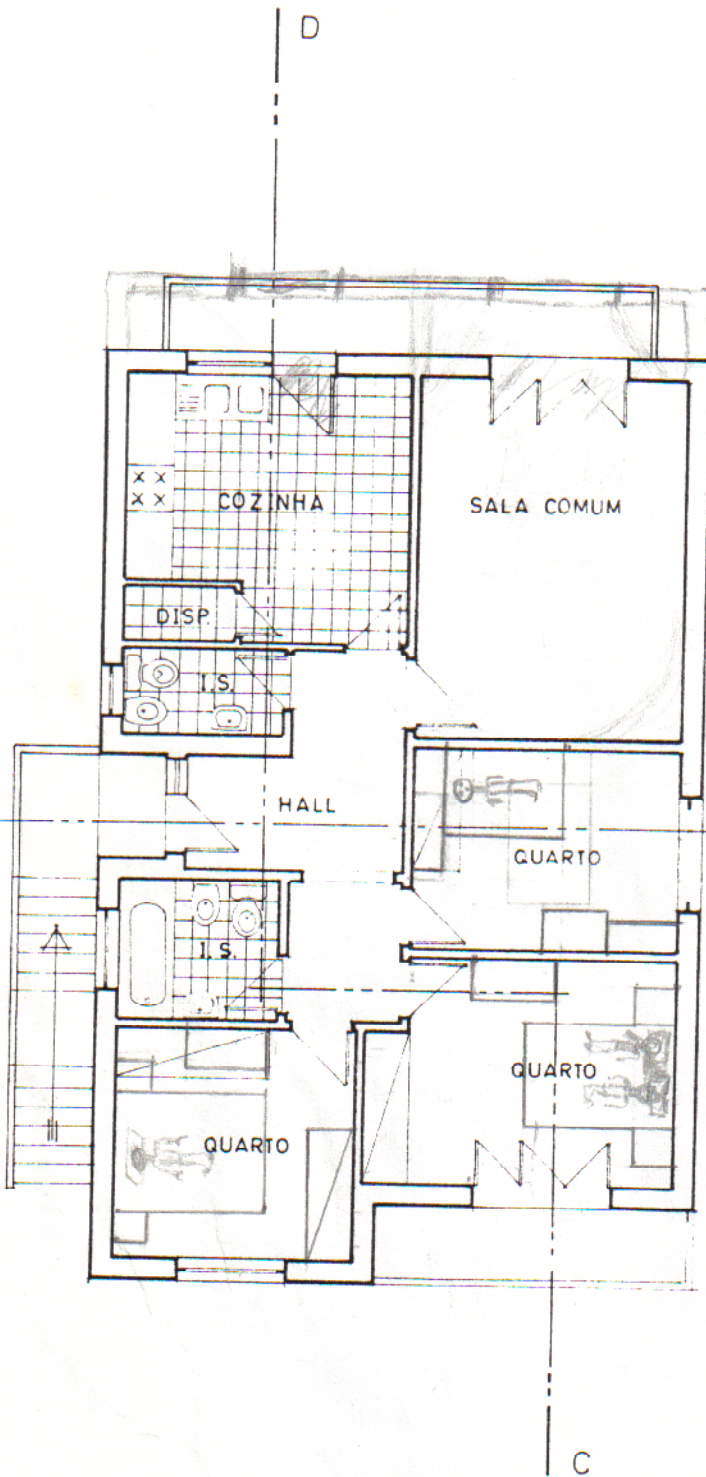 D
COZINHA
SALA COMUM
DISP.
I.S.
HALL
QUARTO
I.S.
QUARTO
QUARTO
C